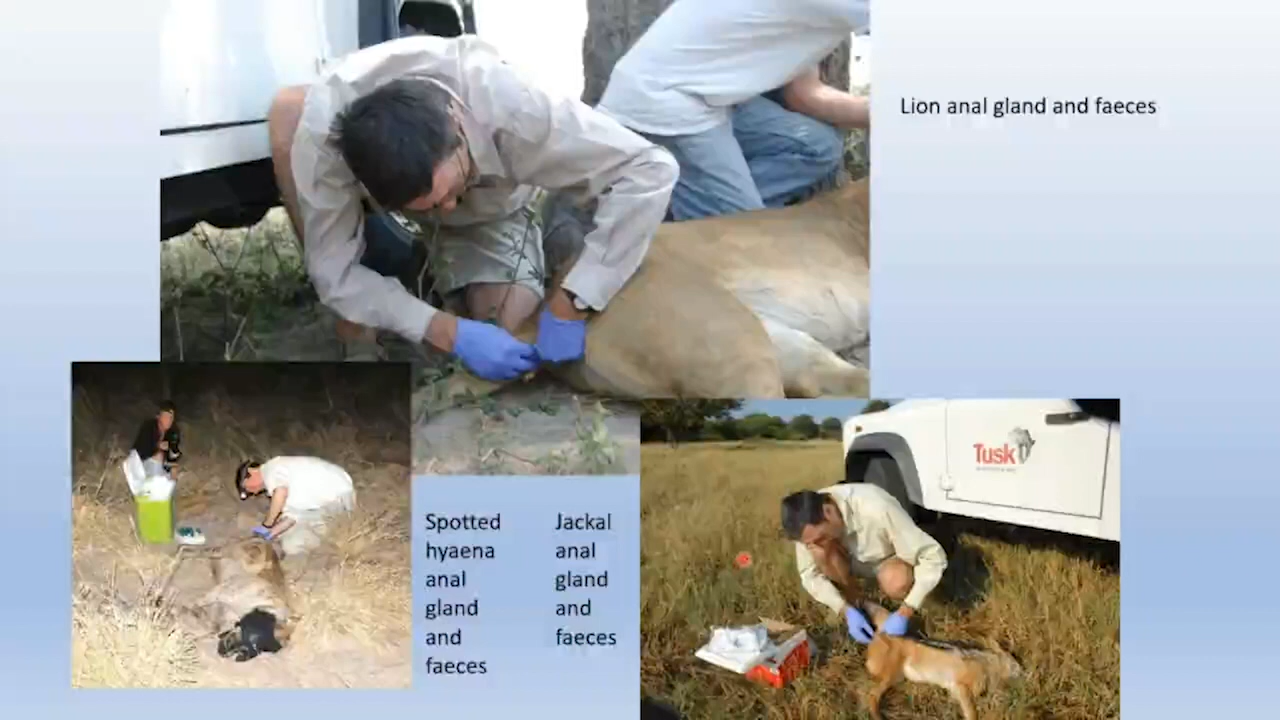 Lion anal gland and faeces
Spotted
hyaena
anal
gland
and
faeces
Jackal
anal
gland
and
faeces
Tusk